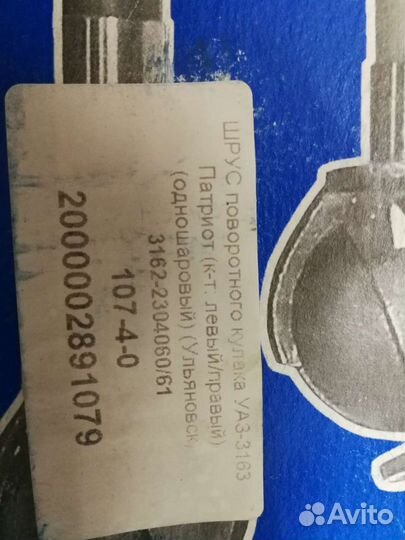 ШРУС поворотного кулака УАЗ-3163
Патриот (к-т. левый/правый)
(одношаровый) (Ульяновск,
3162-2304060/61
107-4-0
2000002891079
Avito